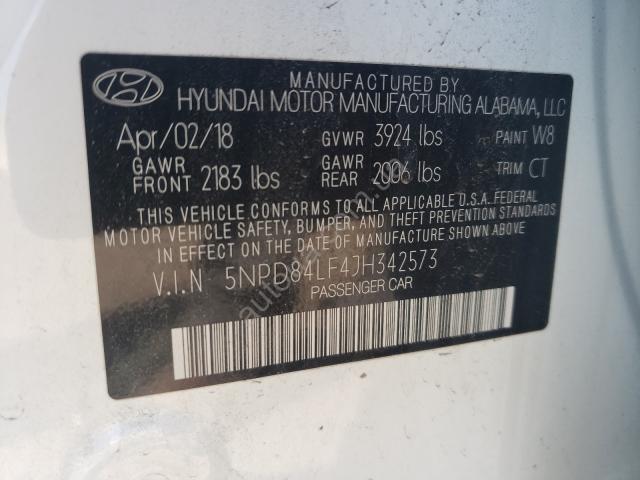 MANUFACTURED BY
HYUNDAI MOTOR MANUFACTURING ALABAMA, LLC
Apr/02/18 GVWR 3924 lbs PAINT W8
GAWR FRONT 2183 lbs GAWR REAR 2006 lbs TRIM CT
THIS VEHICLE CONFORMS TO ALL APPLICABLE U.S.A. FEDERAL
MOTOR VEHICLE SAFETY, BUMPER, AND THEFT PREVENTION STANDARDS
IN EFFECT ON THE DATE OF MANUFACTURE SHOWN ABOVE.
V.I.N 5NPD84LF4JH342573
PASSENGER CAR